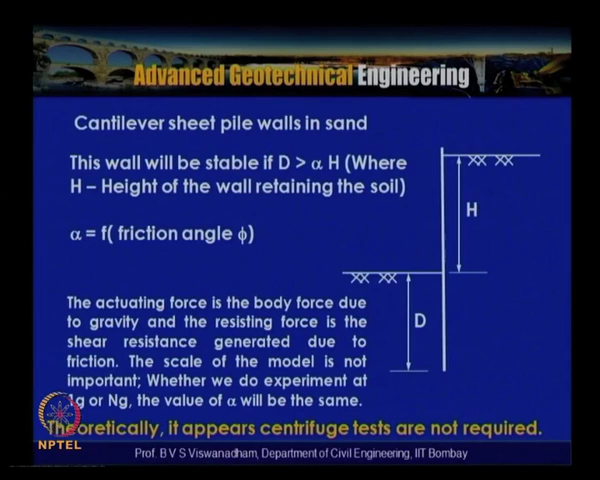 Advanced Geotechnical Engineering
Cantilever sheet pile walls in sand
This wall will be stable if D > α H (Where
H – Height of the wall retaining the soil)
α = f( friction angle ϕ)
H
D
The actuating force is the body force due
to gravity and the resisting force is the
shear resistance generated due to
friction. The scale of the model is not
important; Whether we do experiment at
or Ng, the value of α will be the same.
Theoretically, it appears centrifuge tests are not required.
NPTEL
Prof. B V S Viswanadham, Department of Civil Engineering, IIT Bombay